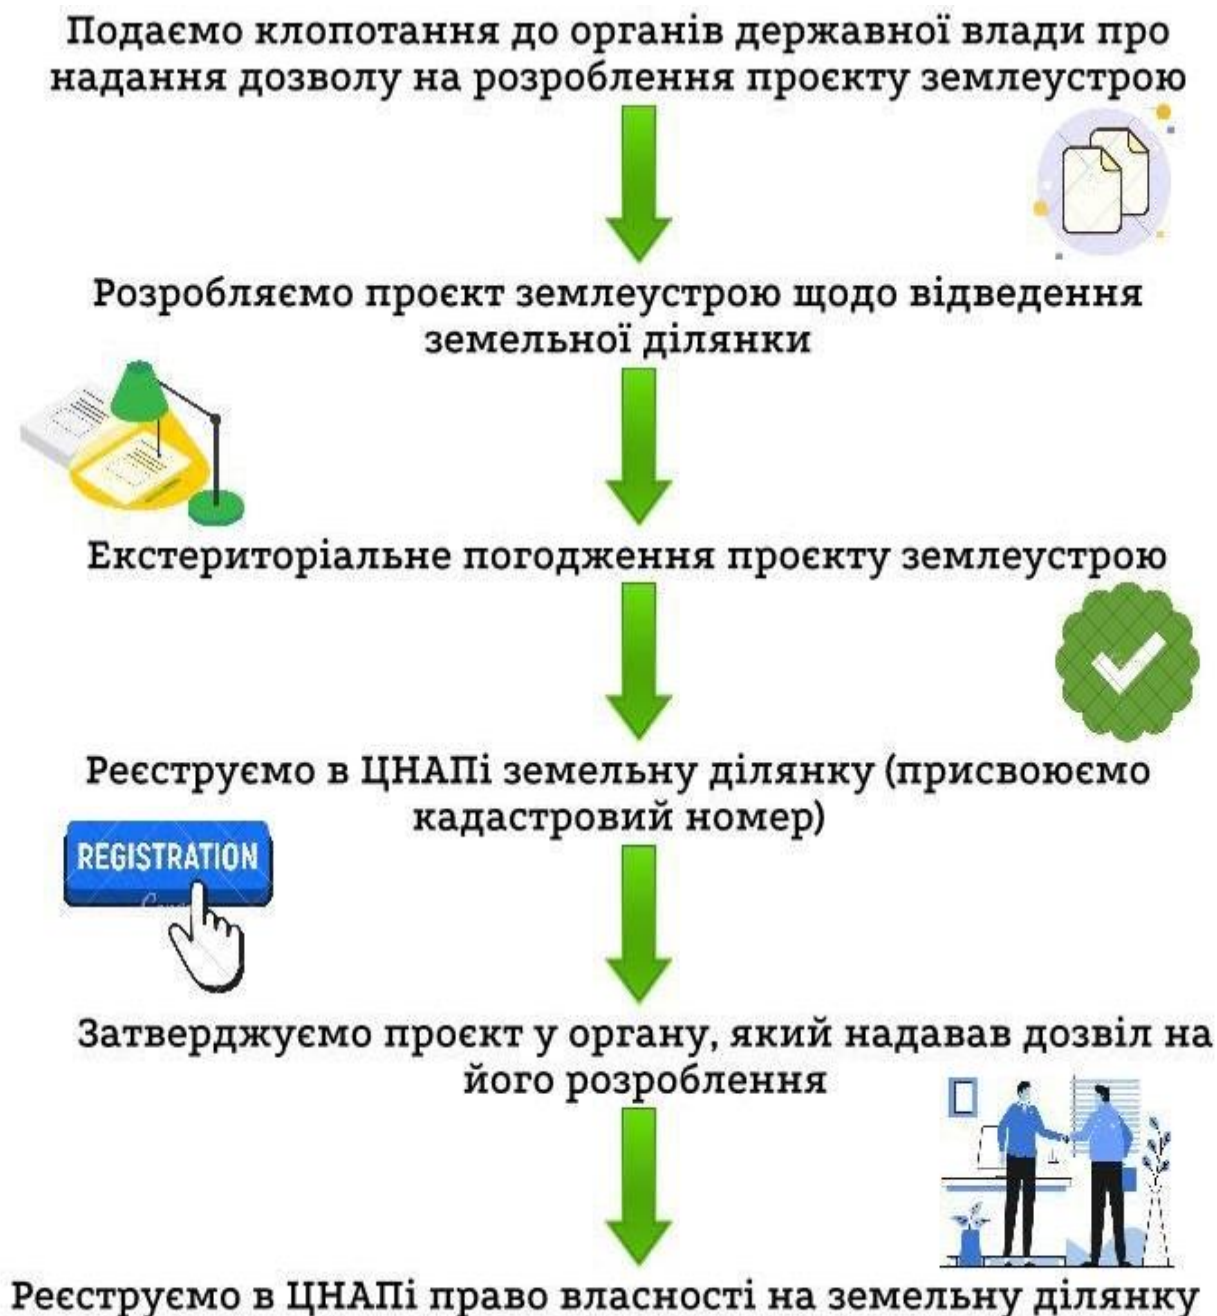 Подаємо клопотання до органів державної влади про
надання дозволу на розроблення проєкту землеустрою
Розробляємо проєкт землеустрою щодо відведення
земельної ділянки
Екстериторіальне погодження проєкту землеустрою
Реєструємо в ЦНАПі земельну ділянку (присвоюємо
кадастровий номер)
REGISTRATION
Затверджуємо проєкт у органу, який надавав дозвіл на
його розроблення
Реєструємо в ЦНАПі право власності на земельну ділянку